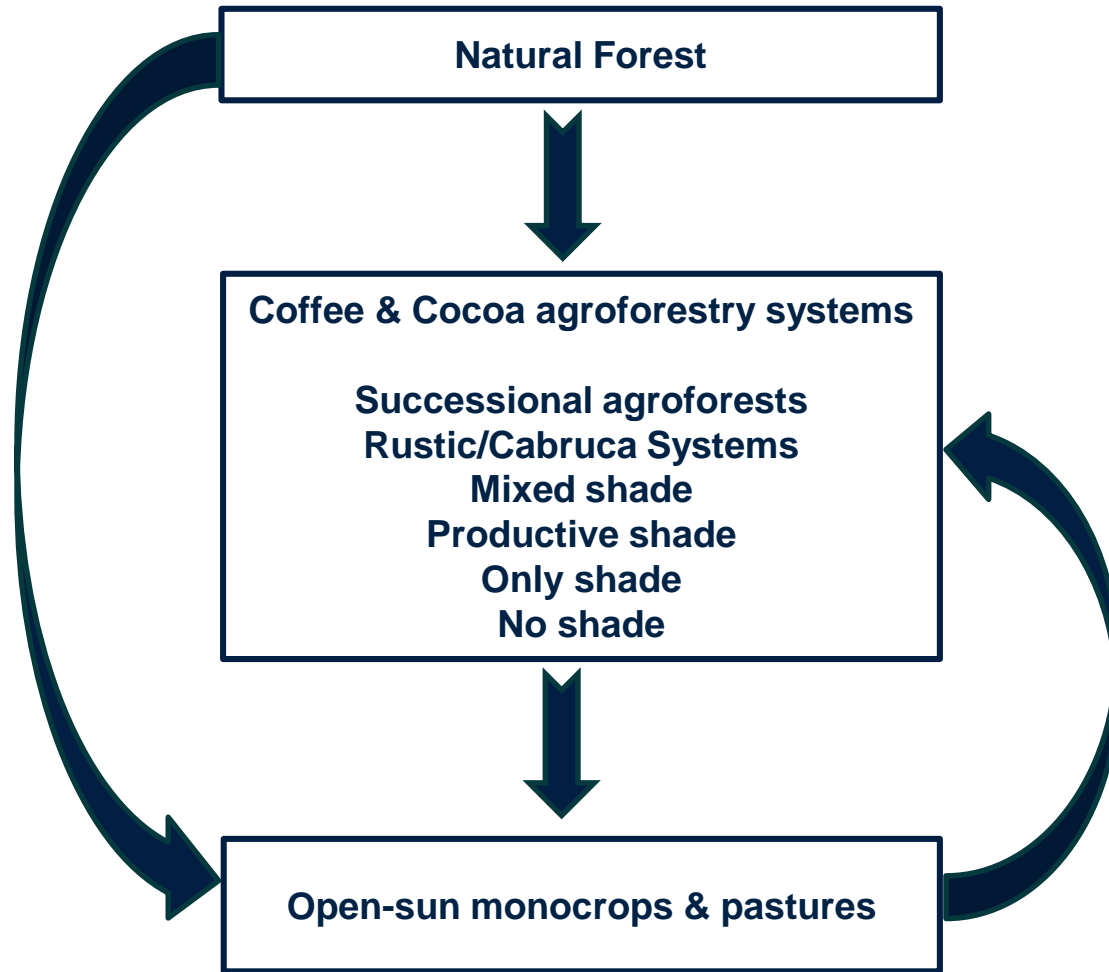 Natural Forest
Coffee & Cocoa agroforestry systems
Successional agroforests
Rustic/Cabruca Systems
Mixed shade
Productive shade
Only shade
No shade
Open-sun monocrops & pastures